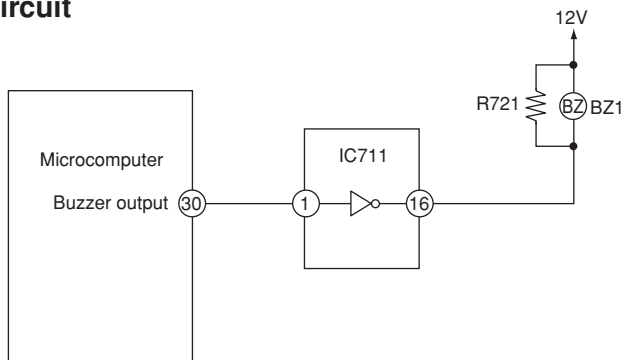 ircuit
12V
R721
BZ
BZ1
IC711
Microcomputer
Buzzer output
30
1
16